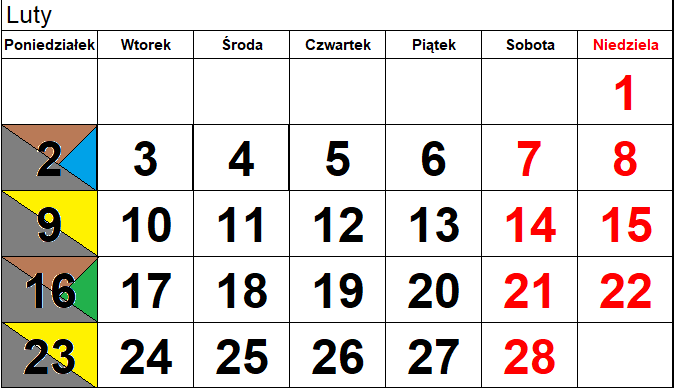 Luty
Poniedziałek Wtorek Środa Czwartek Piątek Sobota Niedziela
1
2 3 4 5 6 7 8
9 10 11 12 13 14 15
16 17 18 19 20 21 22
23 24 25 26 27 28